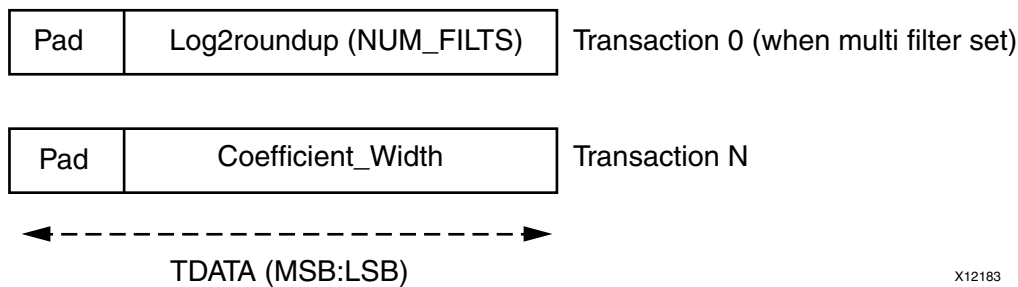 Pad Log2roundup (NUM_FILTS) Transaction 0 (when multi filter set)
Pad Coefficient_Width Transaction N
TDATA (MSB:LSB)
X12183